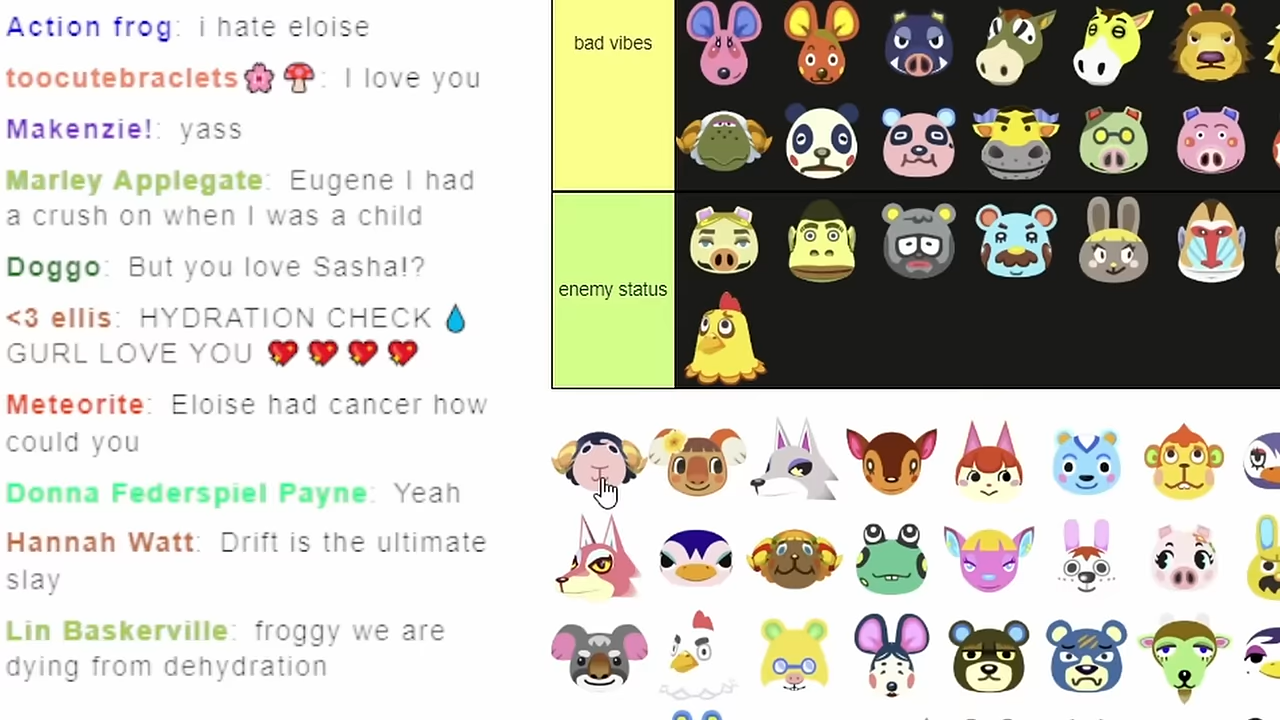 Action frog: i hate eloise
toocutebraclets🌸🍄: I love you
Makenzie!: yass
Marley Applegate: Eugene I had
a crush on when I was a child
Doggo: But you love Sasha!?
<3 ellis: HYDRATION CHECK 💧
GURL LOVE YOU 💖 💖 💖 💖
Meteorite: Eloise had cancer how
could you
Donna Federspiel Payne: Yeah
Hannah Watt: Drift is the ultimate
slay
Lin Baskerville: froggy we are
dying from dehydration
bad vibes
enemy status